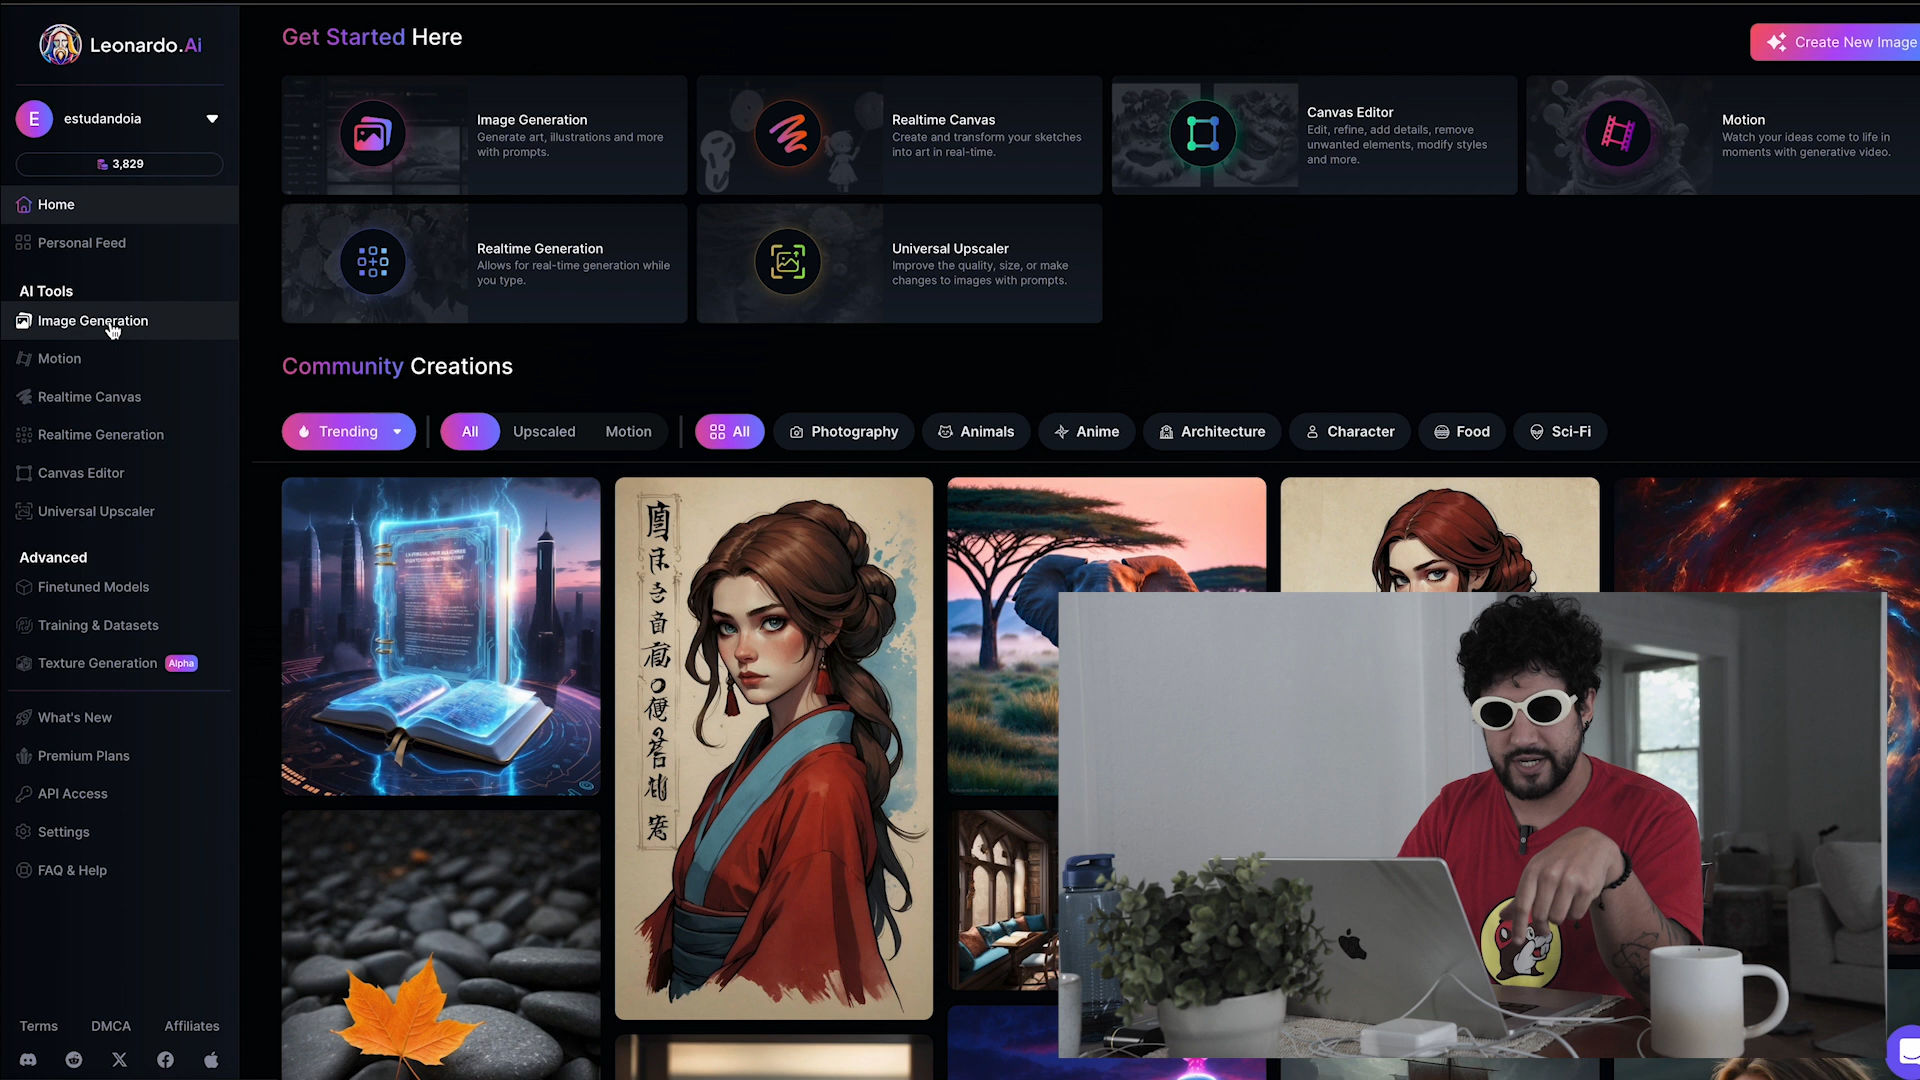 Leonardo.Ai
estudandoia
3,829
Home
Personal Feed
AI Tools
Image Generation
Motion
Realtime Canvas
Realtime Generation
Canvas Editor
Universal Upscaler
Advanced
Finetuned Models
Training & Datasets
Texture Generation Alpha
What's New
Premium Plans
API Access
Settings
FAQ & Help
Terms DMCA Affiliates
Get Started Here
Create New Image
Image Generation
Generate art, illustrations and more
with prompts.
Realtime Canvas
Create and transform your sketches
into art in real-time.
Canvas Editor
Edit, refine, add details, remove
unwanted elements, modify styles
and more.
Motion
Watch your ideas come to life in
moments with generative video.
Realtime Generation
Allows for real-time generation while
you type.
Universal Upscaler
Improve the quality, size, or make
changes to images with prompts.
Community Creations
Trending All Upscaled Motion All Photography Animals Anime Architecture Character Food Sci-Fi
E